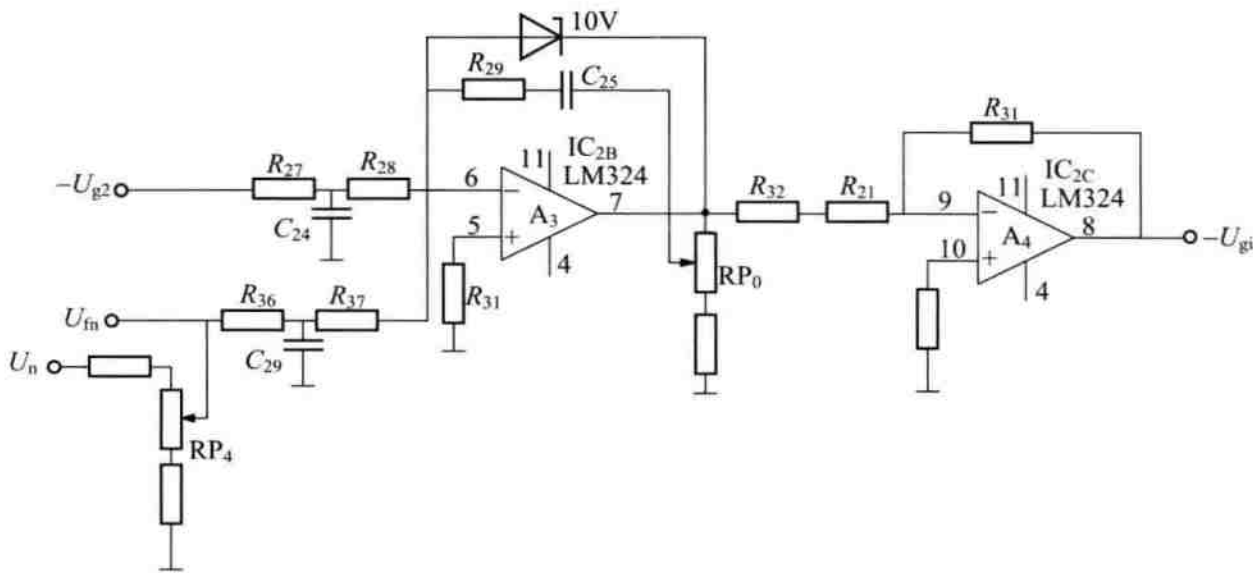 10V
R29
C25
R31
IC2B
LM324
IC2C
LM324
11
11
R27
R28
R32
R21
−Ug2
6
−
7
9
−
A3
A4
8
−Ugi
C24
5
+
10
+
4
4
R31
RP0
R36
R37
Ufn
C29
Un
RP4